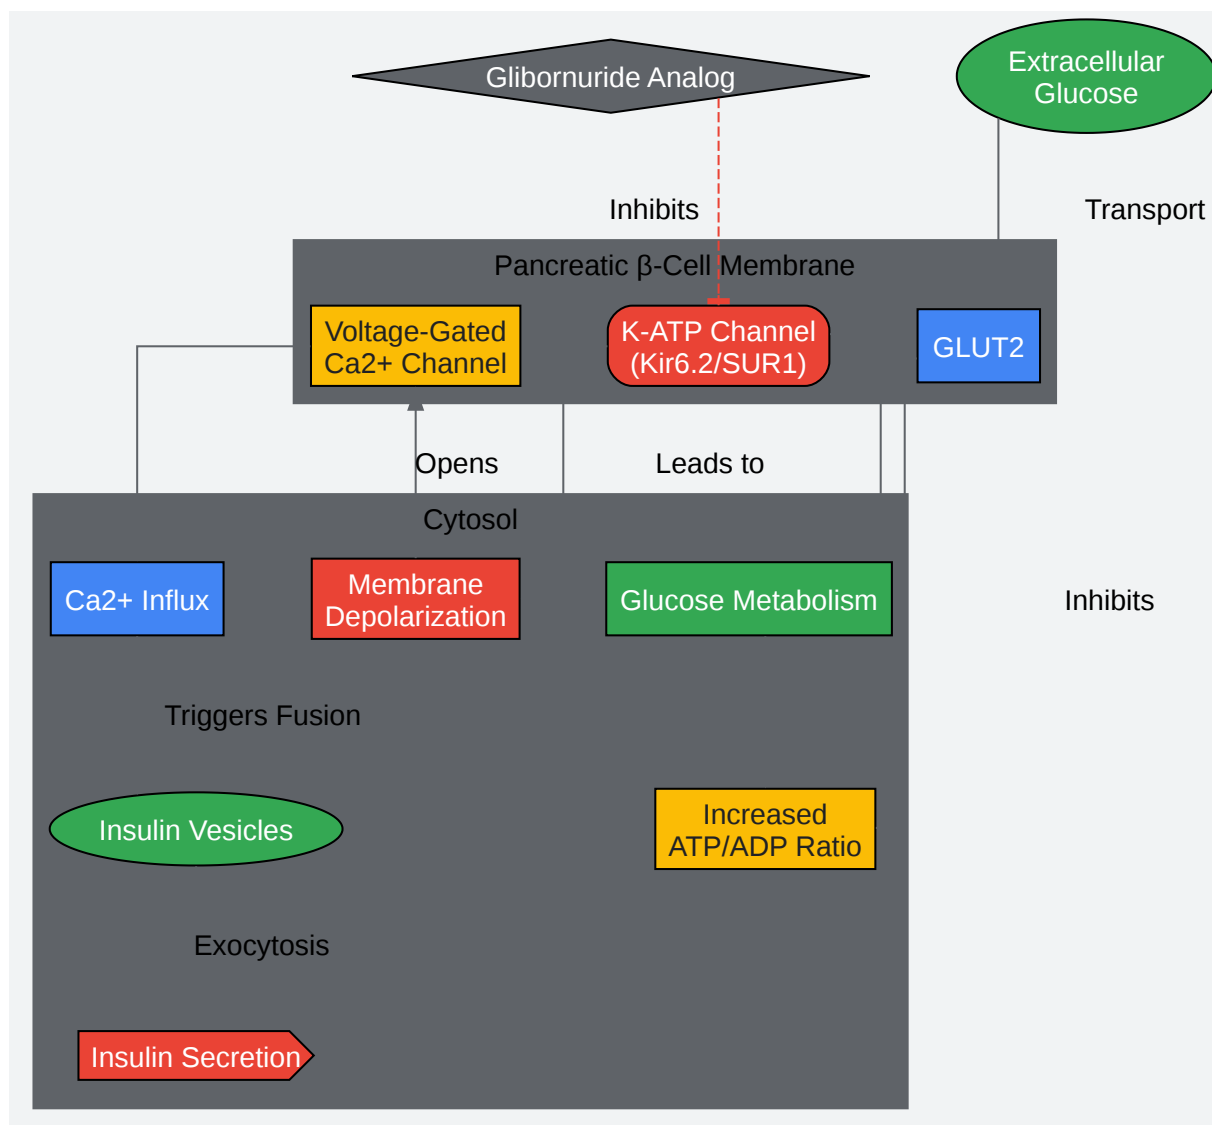 Glibornuride Analog
Extracellular
Glucose
Inhibits
Transport
Pancreatic β-Cell Membrane
Voltage-Gated
Ca2+ Channel
K-ATP Channel
(Kir6.2/SUR1)
GLUT2
Opens
Leads to
Cytosol
Ca2+ Influx
Membrane
Depolarization
Glucose Metabolism
Inhibits
Triggers Fusion
Insulin Vesicles
Increased
ATP/ADP Ratio
Exocytosis
Insulin Secretion